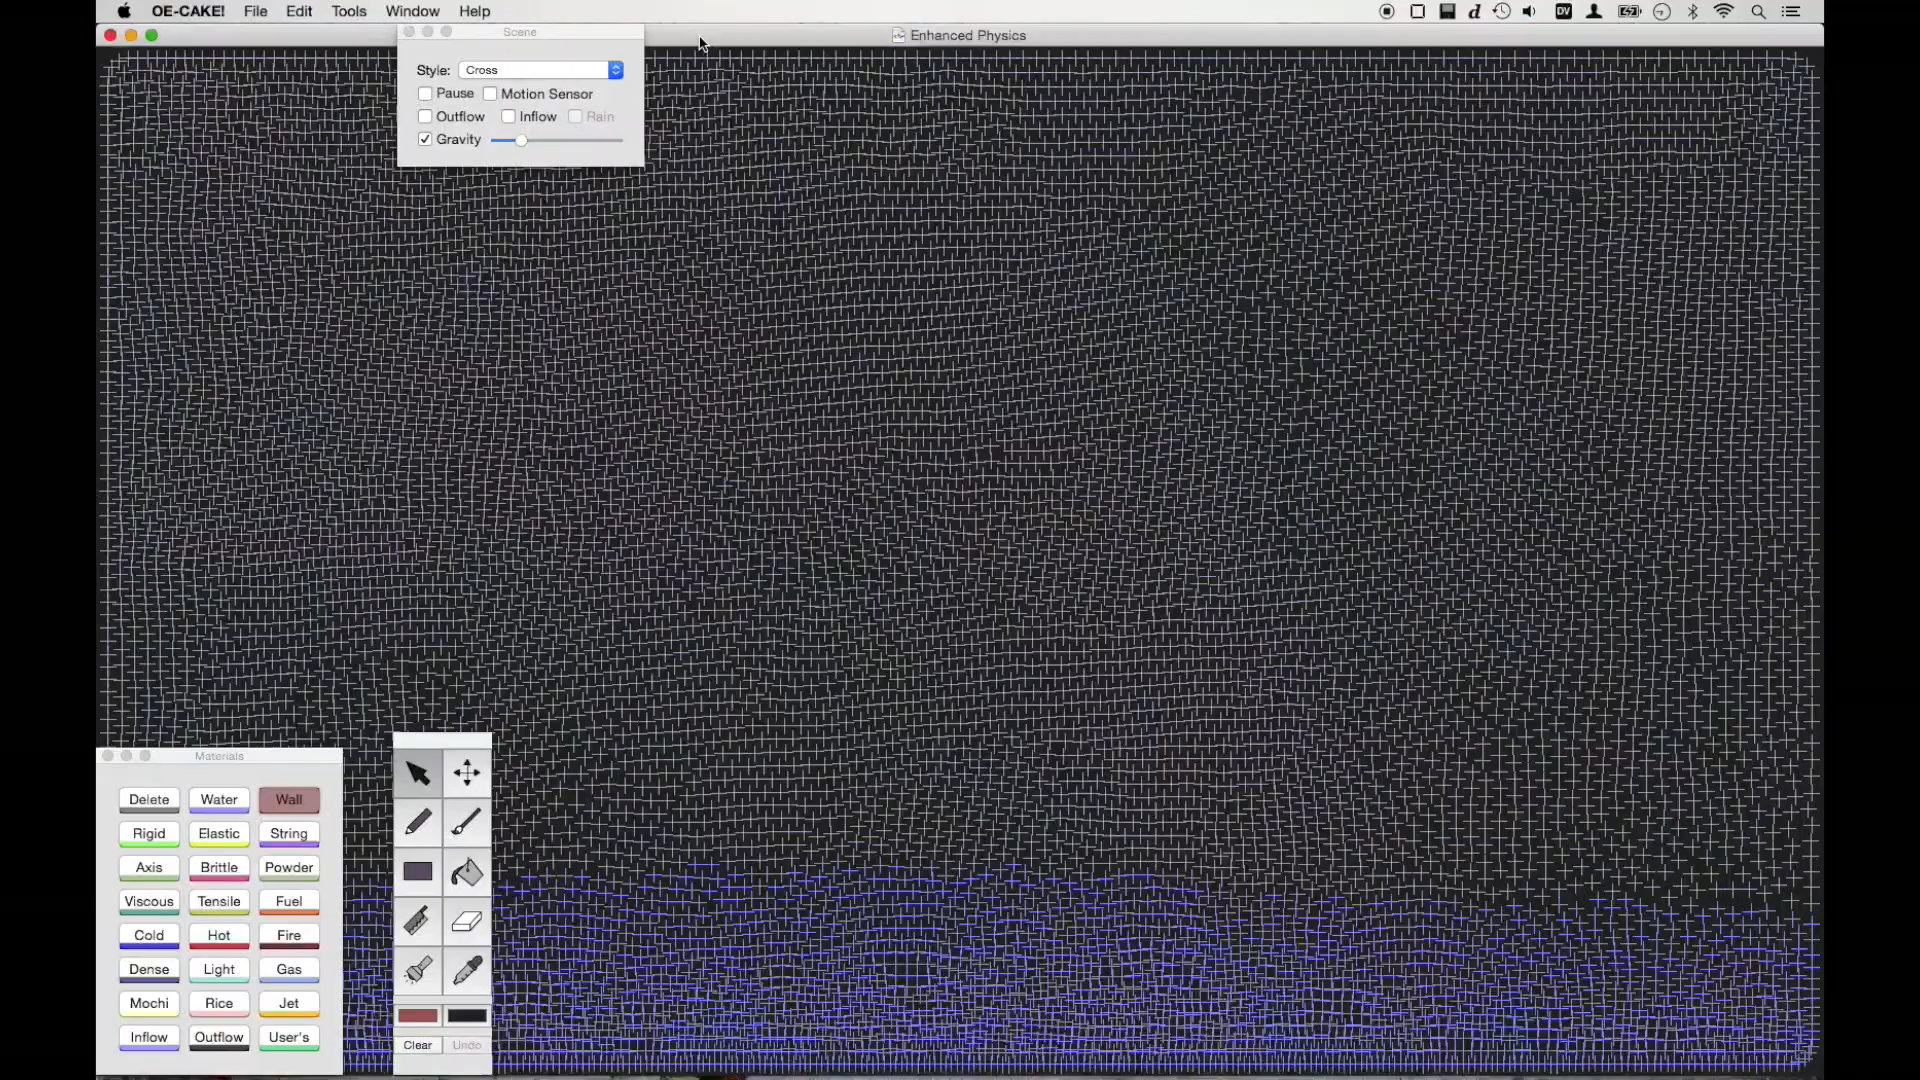 OE-CAKE! File Edit Tools Window Help
Enhanced Physics
Scene
Style: Cross
Pause Motion Sensor
Outflow Inflow Rain
Gravity
Materials
Delete Water Wall
Rigid Elastic String
Axis Brittle Powder
Viscous Tensile Fuel
Cold Hot Fire
Dense Light Gas
Mochi Rice Jet
Inflow Outflow User's
Clear Undo